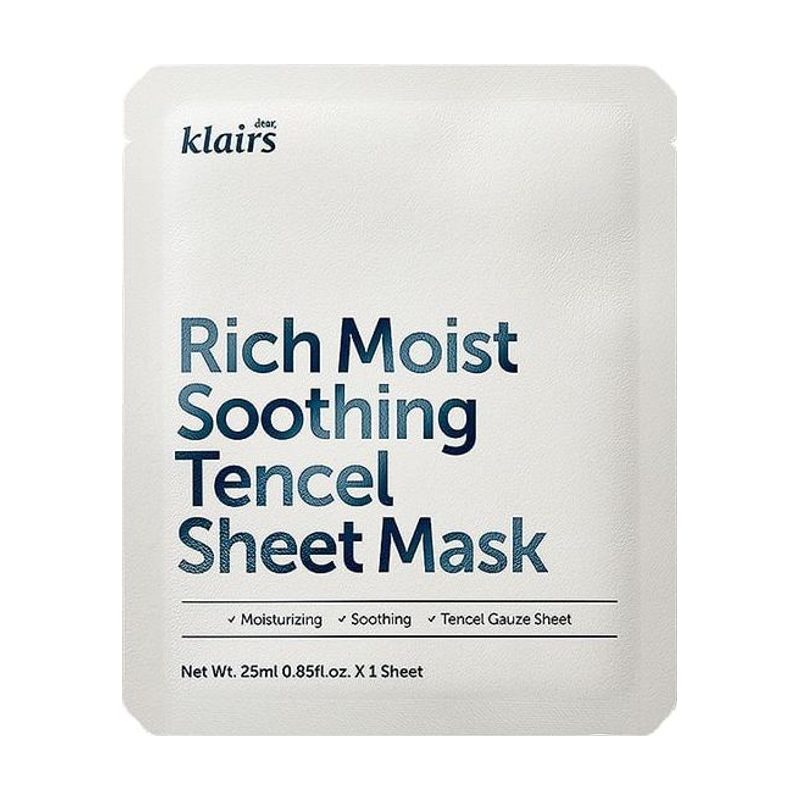 dear,
klairs
Rich Moist
Soothing
Tencel
Sheet Mask
✓ Moisturizing ✓ Soothing ✓ Tencel Gauze Sheet
Net Wt. 25ml 0.85fl.oz. X 1 Sheet